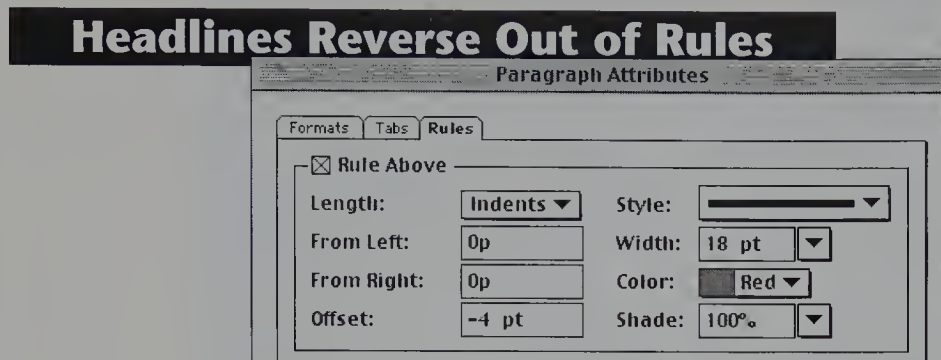 Headlines Reverse Out of Rules
Paragraph Attributes
Formats Tabs Rules
Rule Above
Length: Indents Style:
From Left: 0p Width: 18 pt
From Right: 0p Color: Red
Offset: -4 pt Shade: 100%